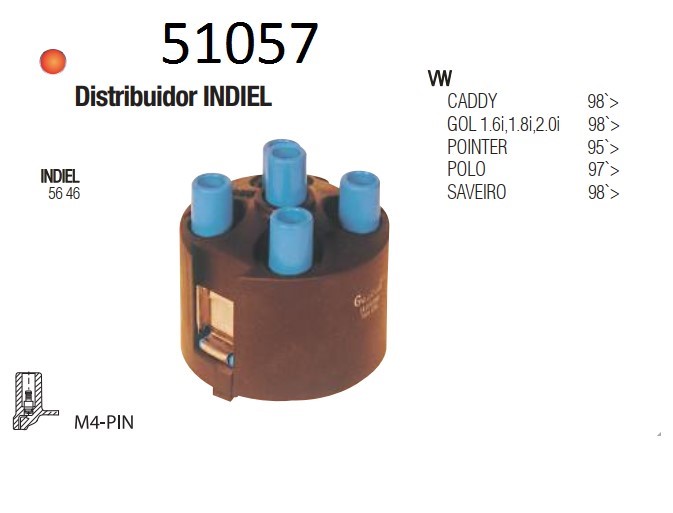 51057
Distribuidor INDIEL
INDIEL
56 46
VW
CADDY 98`>
GOL 1.6i,1.8i,2.0i 98`>
POINTER 95`>
POLO 97`>
SAVEIRO 98`>
M4-PIN